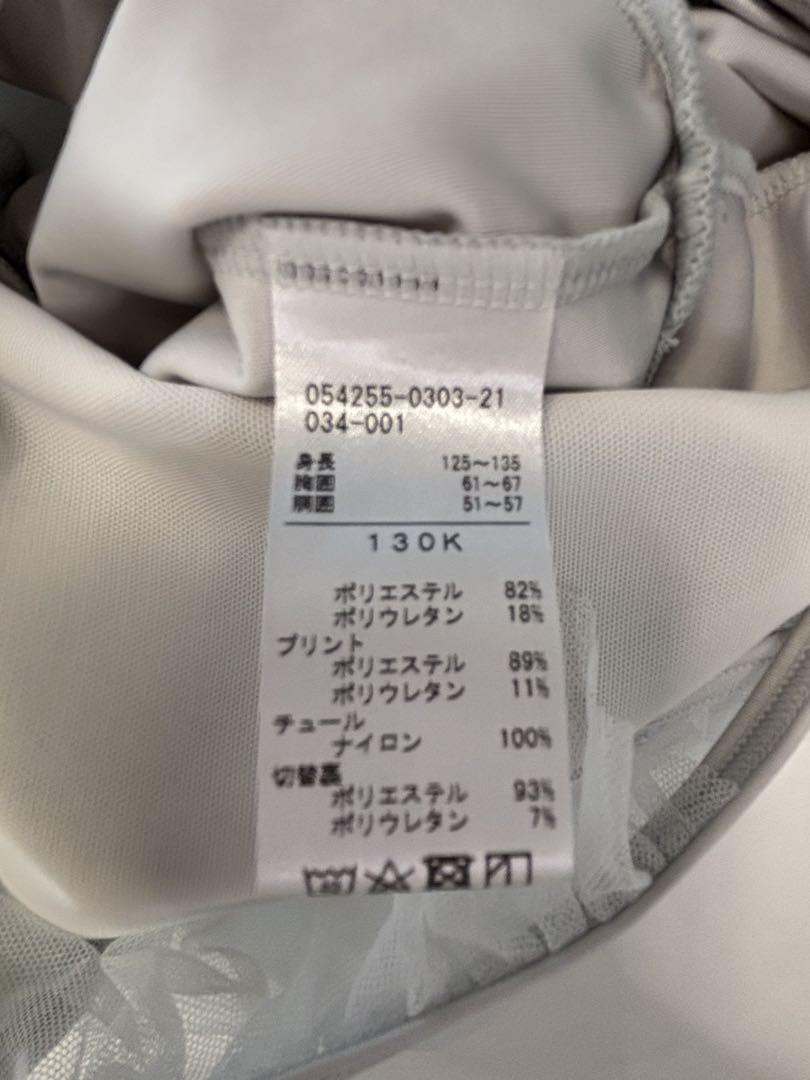 054255-0303-21
034-001
身長 125～135
胸囲 61～67
胴囲 51～57
130K
ポリエステル 82%
ポリウレタン 18%
プリント
ポリエステル 89%
ポリウレタン 11%
チュール
ナイロン 100%
切替裏
ポリエステル 93%
ポリウレタン 7%